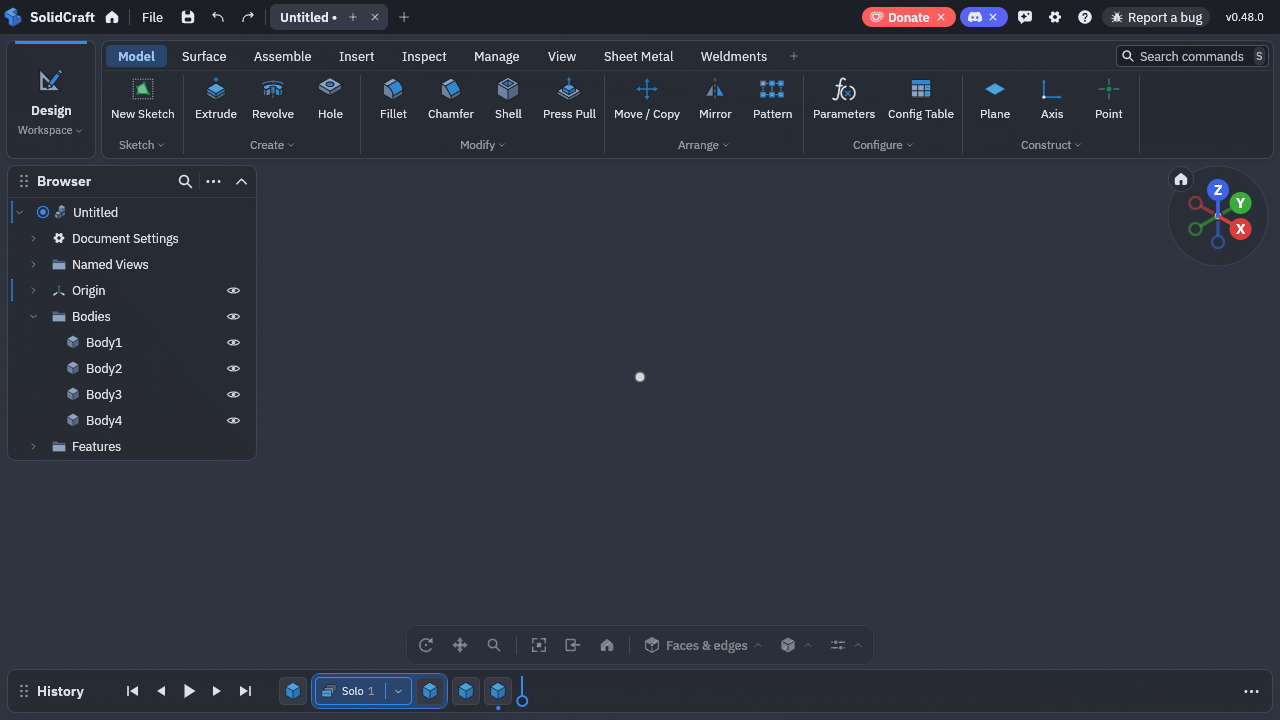 SolidCraft File Untitled • Donate Report a bug v0.48.0
Model Surface Assemble Insert Inspect Manage View Sheet Metal Weldments Search commands S
Design
Workspace
New Sketch Extrude Revolve Hole Fillet Chamfer Shell Press Pull Move / Copy Mirror Pattern Parameters Config Table Plane Axis Point
Sketch Create Modify Arrange Configure Construct
Browser
Untitled
Document Settings
Named Views
Origin
Bodies
Body1
Body2
Body3
Body4
Features
Z
Y
X
Faces & edges
History Solo 1